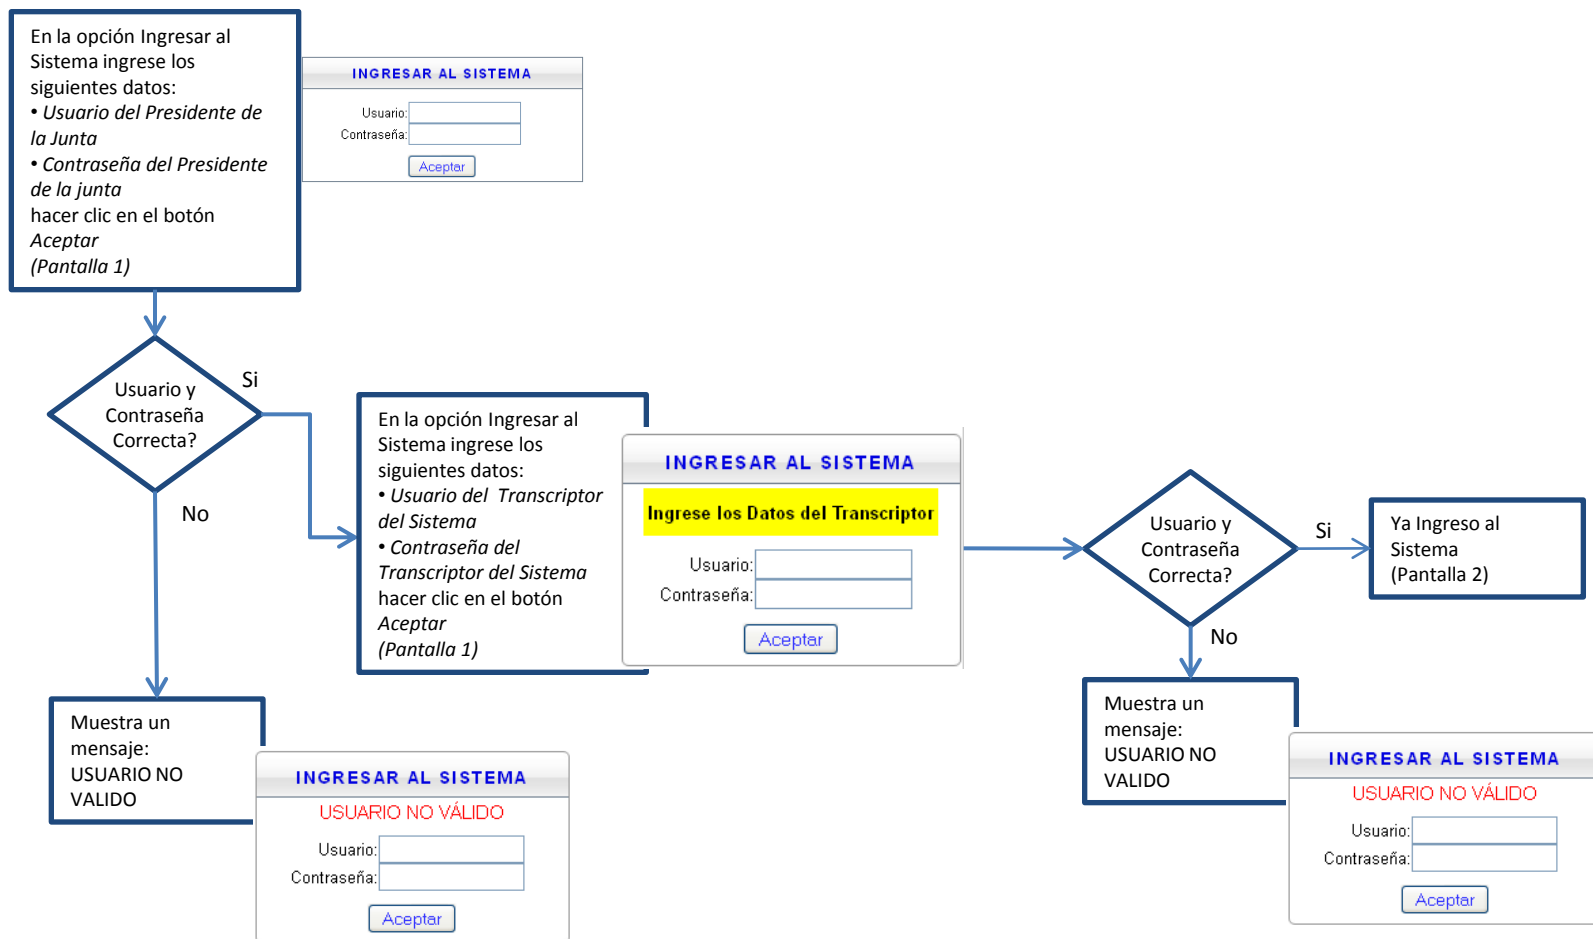 En la opción Ingresar al
Sistema ingrese los
siguientes datos:
• Usuario del Presidente de
la Junta
• Contraseña del Presidente
de la junta
hacer clic en el botón
Aceptar
(Pantalla 1)
INGRESAR AL SISTEMA
Usuario:
Contraseña:
Aceptar
Usuario y
Contraseña
Correcta?
Si
No
En la opción Ingresar al
Sistema ingrese los
siguientes datos:
• Usuario del Transcriptor
del Sistema
• Contraseña del
Transcriptor del Sistema
hacer clic en el botón
Aceptar
(Pantalla 1)
INGRESAR AL SISTEMA
Ingrese los Datos del Transcriptor
Usuario:
Contraseña:
Aceptar
Usuario y
Contraseña
Correcta?
Si
No
Ya Ingreso al
Sistema
(Pantalla 2)
Muestra un
mensaje:
USUARIO NO
VALIDO
INGRESAR AL SISTEMA
USUARIO NO VÁLIDO
Usuario:
Contraseña:
Aceptar
Muestra un
mensaje:
USUARIO NO
VALIDO
INGRESAR AL SISTEMA
USUARIO NO VÁLIDO
Usuario:
Contraseña:
Aceptar